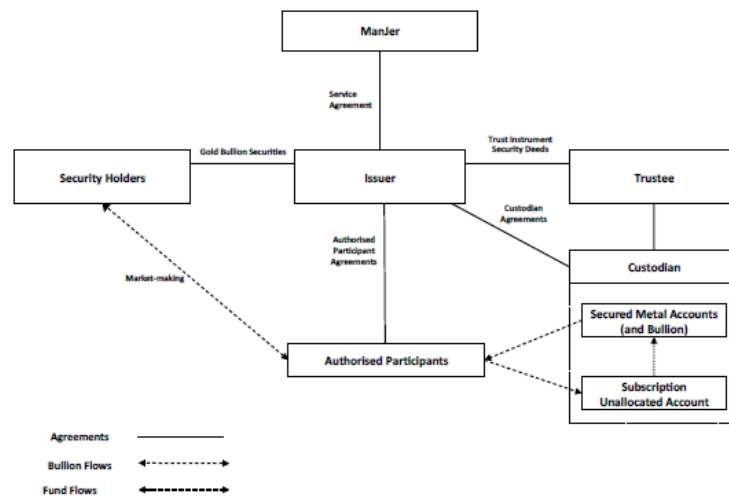 ManJer
Service
Agreement
Gold Bullion Securities
Trust Instrument
Security Deeds
Security Holders
Issuer
Trustee
Custodian
Agreements
Authorised
Participant
Agreements
Custodian
Market-making
Secured Metal Accounts
(and Bullion)
Authorised Participants
Subscription
Unallocated Account
Agreements
Bullion Flows
Fund Flows